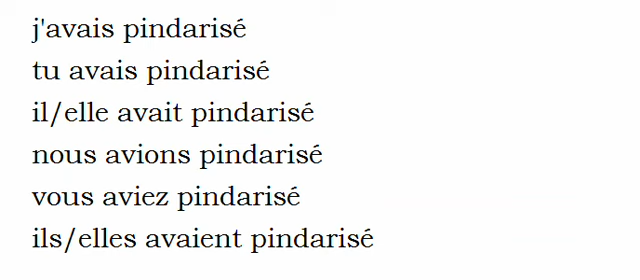 j'avais pindarisé
tu avais pindarisé
il/elle avait pindarisé
nous avions pindarisé
vous aviez pindarisé
ils/elles avaient pindarisé